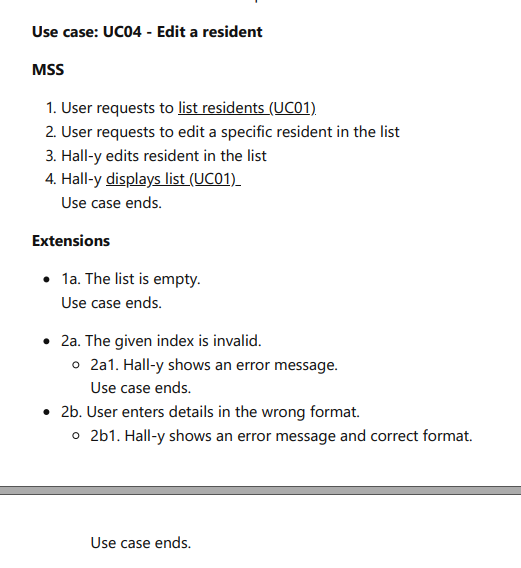 Use case: UC04 - Edit a resident
MSS
1. User requests to list residents (UC01)
2. User requests to edit a specific resident in the list
3. Hall-y edits resident in the list
4. Hall-y displays list (UC01)
Use case ends.
Extensions
• 1a. The list is empty.
Use case ends.
• 2a. The given index is invalid.
◦ 2a1. Hall-y shows an error message.
Use case ends.
• 2b. User enters details in the wrong format.
◦ 2b1. Hall-y shows an error message and correct format.
Use case ends.